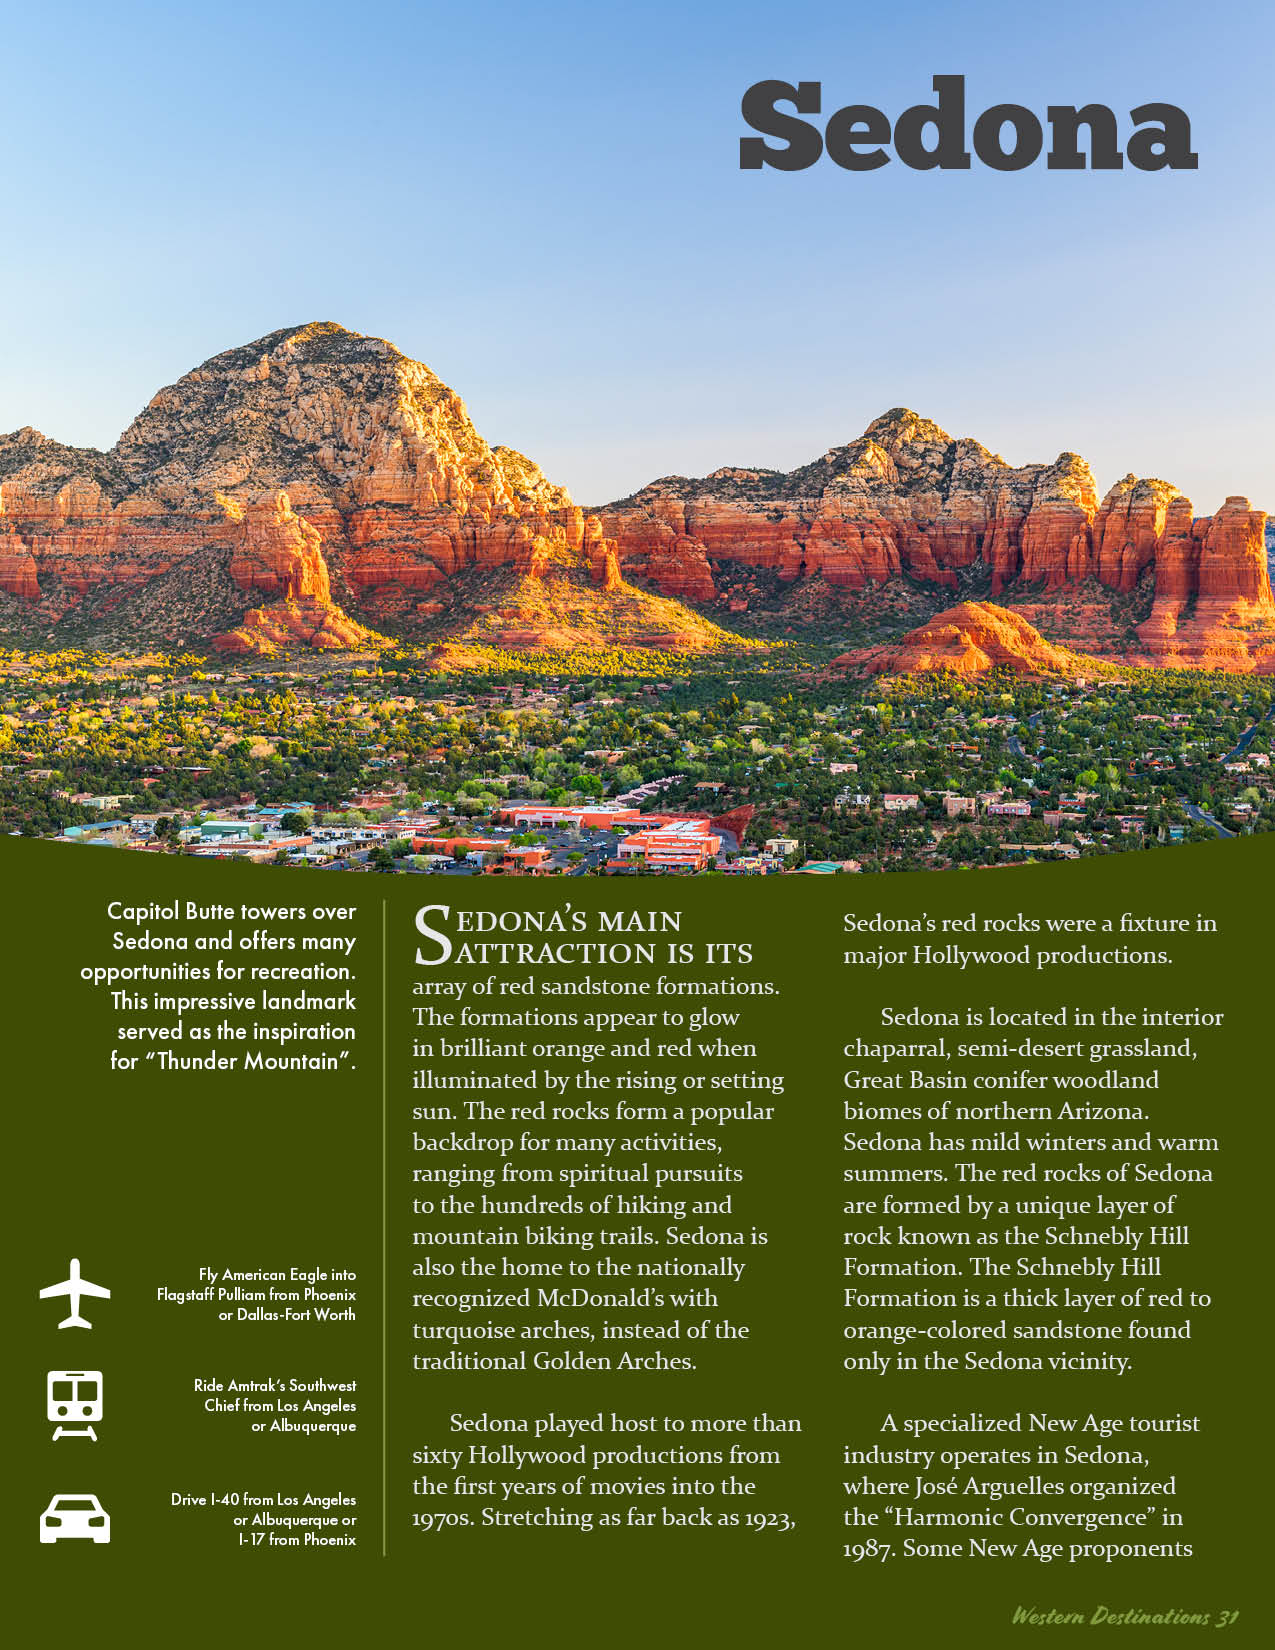 Sedona
Capitol Butte towers over
Sedona and offers many
opportunities for recreation.
This impressive landmark
served as the inspiration
for “Thunder Mountain”.
Fly American Eagle into
Flagstaff Pulliam from Phoenix
or Dallas-Fort Worth
Ride Amtrak’s Southwest
Chief from Los Angeles
or Albuquerque
Drive I-40 from Los Angeles
or Albuquerque or
I-17 from Phoenix
Sedona’s main
attraction is its
array of red sandstone formations.
The formations appear to glow
in brilliant orange and red when
illuminated by the rising or setting
sun. The red rocks form a popular
backdrop for many activities,
ranging from spiritual pursuits
to the hundreds of hiking and
mountain biking trails. Sedona is
also the home to the nationally
recognized McDonald’s with
turquoise arches, instead of the
traditional Golden Arches.
Sedona played host to more than
sixty Hollywood productions from
the first years of movies into the
1970s. Stretching as far back as 1923,
Sedona’s red rocks were a fixture in
major Hollywood productions.
Sedona is located in the interior
chaparral, semi-desert grassland,
Great Basin conifer woodland
biomes of northern Arizona.
Sedona has mild winters and warm
summers. The red rocks of Sedona
are formed by a unique layer of
rock known as the Schnebly Hill
Formation. The Schnebly Hill
Formation is a thick layer of red to
orange-colored sandstone found
only in the Sedona vicinity.
A specialized New Age tourist
industry operates in Sedona,
where José Arguelles organized
the “Harmonic Convergence” in
1987. Some New Age proponents
Western Destinations 31